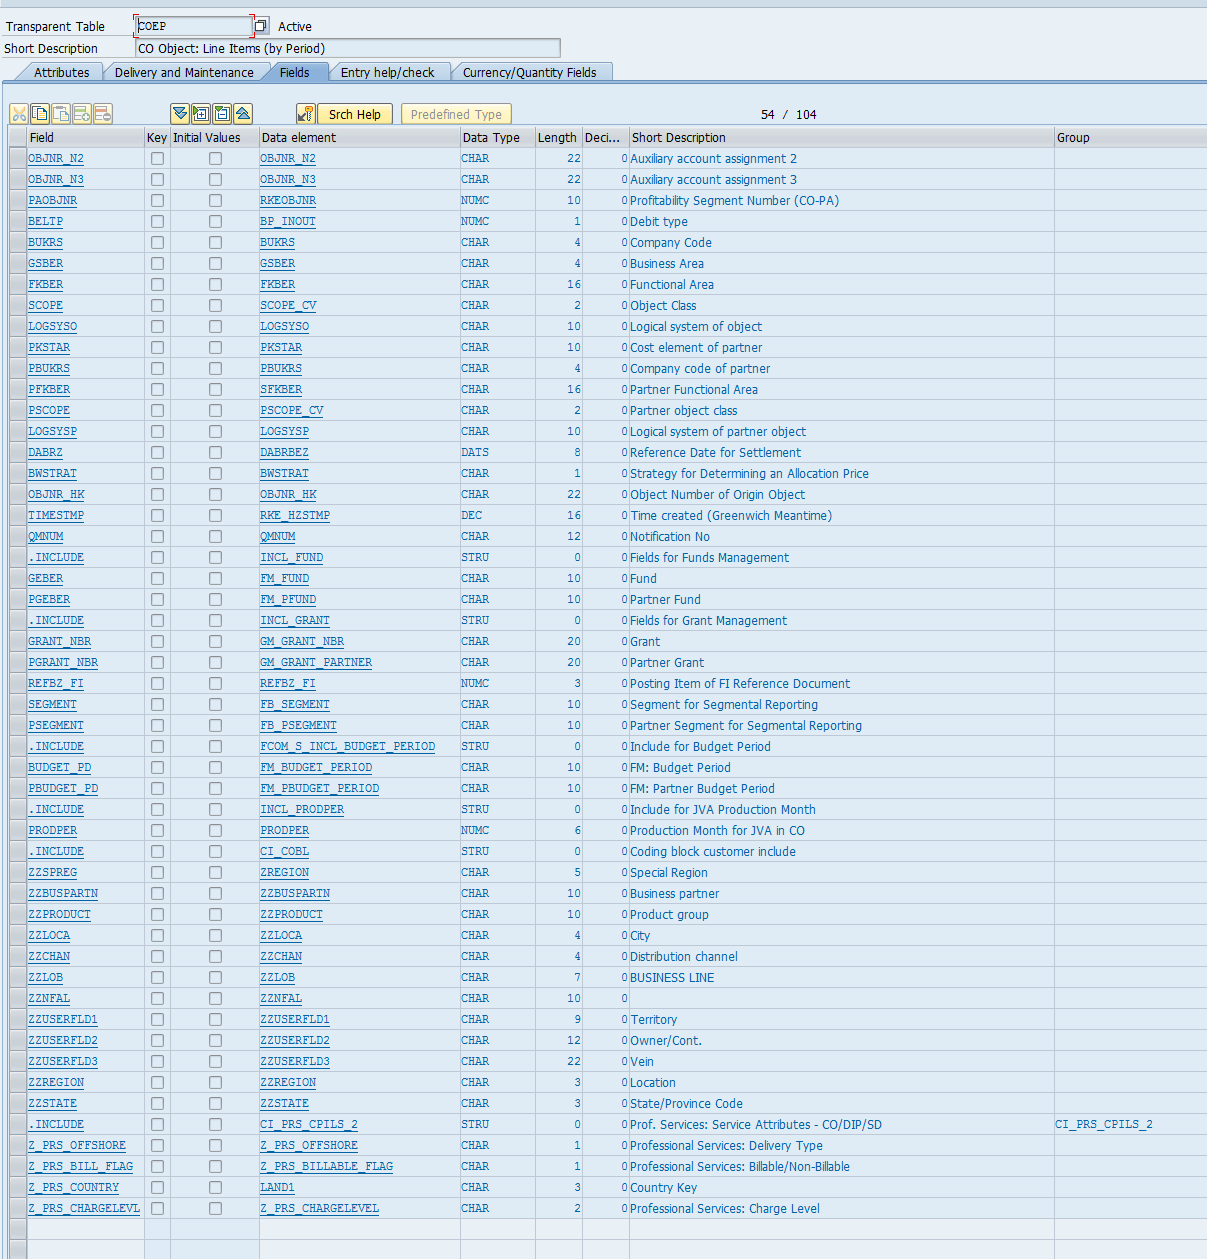 Transparent Table COEP Active
Short Description CO Object: Line Items (by Period)
Attributes Delivery and Maintenance Fields Entry help/check Currency/Quantity Fields
Srch Help Predefined Type 54 / 104
Field Key Initial Values Data element Data Type Length Deci... Short Description Group
OBJNR_N2 OBJNR_N2 CHAR 22 0 Auxiliary account assignment 2
OBJNR_N3 OBJNR_N3 CHAR 22 0 Auxiliary account assignment 3
PAOBJNR RKEOBJNR NUMC 10 0 Profitability Segment Number (CO-PA)
BELTP BP_INOUT NUMC 1 0 Debit type
BUKRS BUKRS CHAR 4 0 Company Code
GSBER GSBER CHAR 4 0 Business Area
FKBER FKBER CHAR 16 0 Functional Area
SCOPE SCOPE_CV CHAR 2 0 Object Class
LOGSYSO LOGSYSO CHAR 10 0 Logical system of object
PKSTAR PKSTAR CHAR 10 0 Cost element of partner
PBUKRS PBUKRS CHAR 4 0 Company code of partner
PFKBER SFKBER CHAR 16 0 Partner Functional Area
PSCOPE PSCOPE_CV CHAR 2 0 Partner object class
LOGSYSP LOGSYSP CHAR 10 0 Logical system of partner object
DABRZ DABRBEZ DATS 8 0 Reference Date for Settlement
BWSTRAT BWSTRAT CHAR 1 0 Strategy for Determining an Allocation Price
OBJNR_HK OBJNR_HK CHAR 22 0 Object Number of Origin Object
TIMESTMP RKE_HZSTMP DEC 16 0 Time created (Greenwich Meantime)
QMNUM QMNUM CHAR 12 0 Notification No
.INCLUDE INCL_FUND STRU 0 0 Fields for Funds Management
GEBER FM_FUND CHAR 10 0 Fund
PGEBER FM_PFUND CHAR 10 0 Partner Fund
.INCLUDE INCL_GRANT STRU 0 0 Fields for Grant Management
GRANT_NBR GM_GRANT_NBR CHAR 20 0 Grant
PGRANT_NBR GM_GRANT_PARTNER CHAR 20 0 Partner Grant
REFBZ_FI REFBZ_FI NUMC 3 0 Posting Item of FI Reference Document
SEGMENT FB_SEGMENT CHAR 10 0 Segment for Segmental Reporting
PSEGMENT FB_PSEGMENT CHAR 10 0 Partner Segment for Segmental Reporting
.INCLUDE FCOM_S_INCL_BUDGET_PERIOD STRU 0 0 Include for Budget Period
BUDGET_PD FM_BUDGET_PERIOD CHAR 10 0 FM: Budget Period
PBUDGET_PD FM_PBUDGET_PERIOD CHAR 10 0 FM: Partner Budget Period
.INCLUDE INCL_PRODPER STRU 0 0 Include for JVA Production Month
PRODPER PRODPER NUMC 6 0 Production Month for JVA in CO
.INCLUDE CI_COBL STRU 0 0 Coding block customer include
ZZSPREG ZREGION CHAR 5 0 Special Region
ZZBUSPARTN ZZBUSPARTN CHAR 10 0 Business partner
ZZPRODUCT ZZPRODUCT CHAR 10 0 Product group
ZZLOCA ZZLOCA CHAR 4 0 City
ZZCHAN ZZCHAN CHAR 4 0 Distribution channel
ZZLOB ZZLOB CHAR 7 0 BUSINESS LINE
ZZNFAL ZZNFAL CHAR 10 0
ZZUSERFLD1 ZZUSERFLD1 CHAR 9 0 Territory
ZZUSERFLD2 ZZUSERFLD2 CHAR 12 0 Owner/Cont.
ZZUSERFLD3 ZZUSERFLD3 CHAR 22 0 Vein
ZZREGION ZZREGION CHAR 3 0 Location
ZZSTATE ZZSTATE CHAR 3 0 State/Province Code
.INCLUDE CI_PRS_CPILS_2 STRU 0 0 Prof. Services: Service Attributes - CO/DIP/SD CI_PRS_CPILS_2
Z_PRS_OFFSHORE Z_PRS_OFFSHORE CHAR 1 0 Professional Services: Delivery Type
Z_PRS_BILL_FLAG Z_PRS_BILLABLE_FLAG CHAR 1 0 Professional Services: Billable/Non-Billable
Z_PRS_COUNTRY LAND1 CHAR 3 0 Country Key
Z_PRS_CHARGELEVL Z_PRS_CHARGELEVEL CHAR 2 0 Professional Services: Charge Level